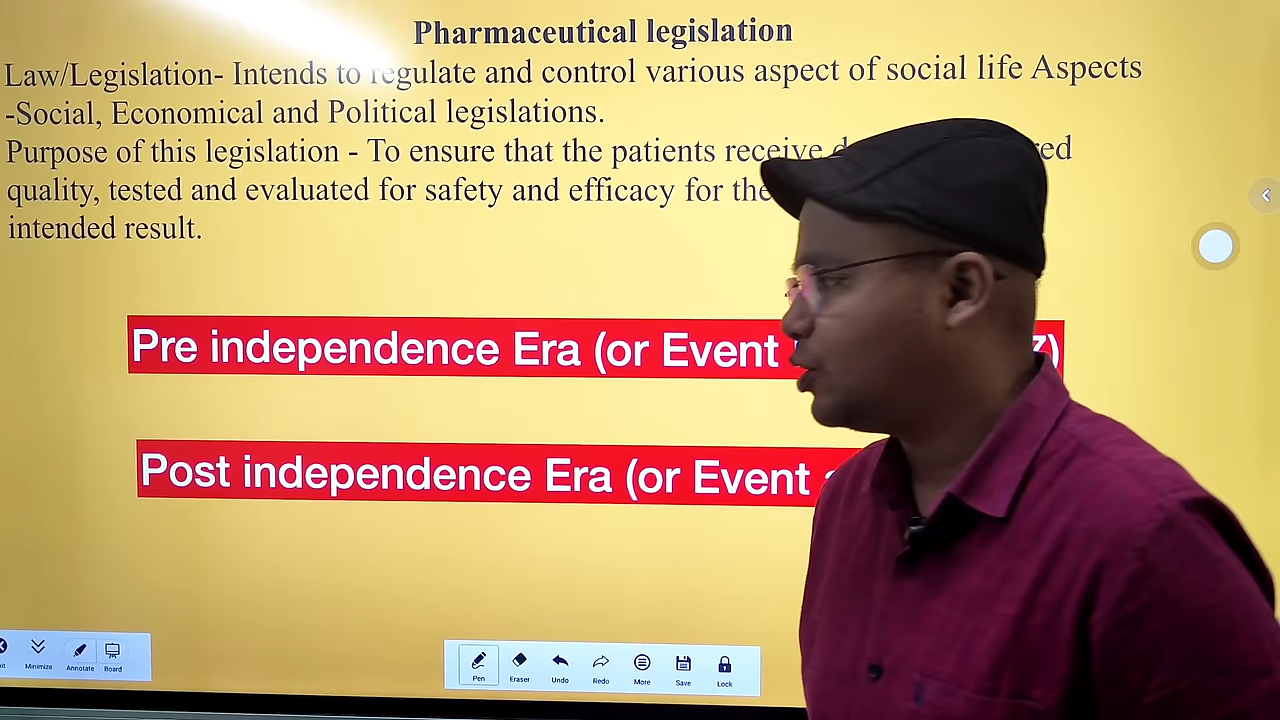 Pharmaceutical legislation
Law/Legislation- Intends to regulate and control various aspect of social life Aspects
-Social, Economical and Political legislations.
Purpose of this legislation - To ensure that the patients receive
quality, tested and evaluated for safety and efficacy for the
intended result.
Pre independence Era (or Event
Post independence Era (or Event
Minimize Annotate Board
Pen Eraser Undo Redo More Save Lock